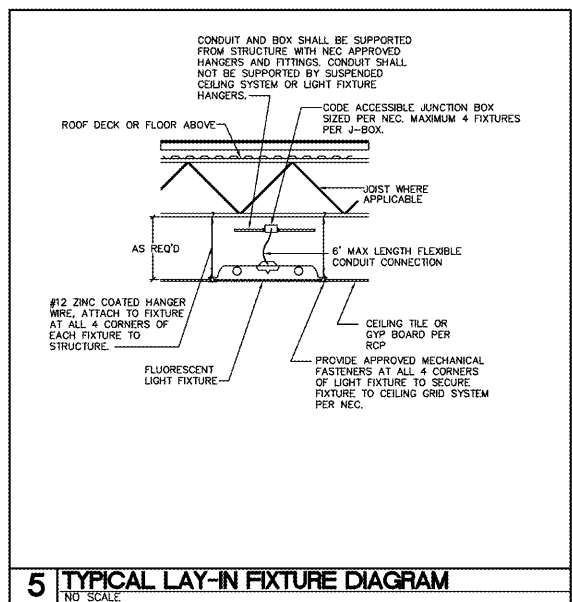 CONDUIT AND BOX SHALL BE SUPPORTED
FROM STRUCTURE WITH NEC APPROVED
HANGERS AND FITTINGS. CONDUIT SHALL
NOT BE SUPPORTED BY SUSPENDED
CEILING SYSTEM OR LIGHT FIXTURE
HANGERS.
CODE ACCESSIBLE JUNCTION BOX
SIZED PER NEC. MAXIMUM 4 FIXTURES
PER J-BOX.
ROOF DECK OR FLOOR ABOVE
JOIST WHERE
APPLICABLE
AS REQ'D
6' MAX LENGTH FLEXIBLE
CONDUIT CONNECTION
#12 ZINC COATED HANGER
WIRE, ATTACH TO FIXTURE
AT ALL 4 CORNERS OF
EACH FIXTURE TO
STRUCTURE.
CEILING TILE OR
GYP BOARD PER
RCP
FLUORESCENT
LIGHT FIXTURE
PROVIDE APPROVED MECHANICAL
FASTENERS AT ALL 4 CORNERS
OF LIGHT FIXTURE TO SECURE
FIXTURE TO CEILING GRID SYSTEM
PER NEC.
5 TYPICAL LAY-IN FIXTURE DIAGRAM
NO SCALE